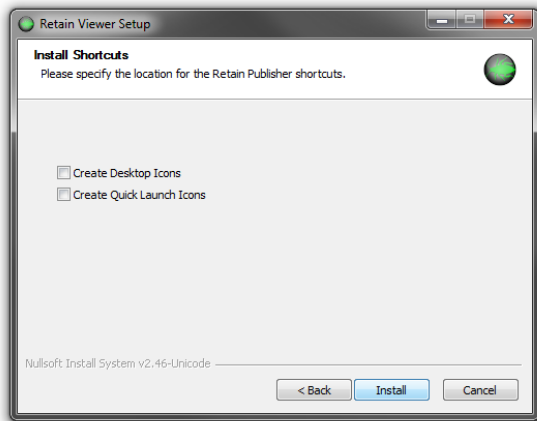 Retain Viewer Setup
Install Shortcuts
Please specify the location for the Retain Publisher shortcuts.
Create Desktop Icons
Create Quick Launch Icons
Nullsoft Install System v2.46-Unicode
< Back Install Cancel